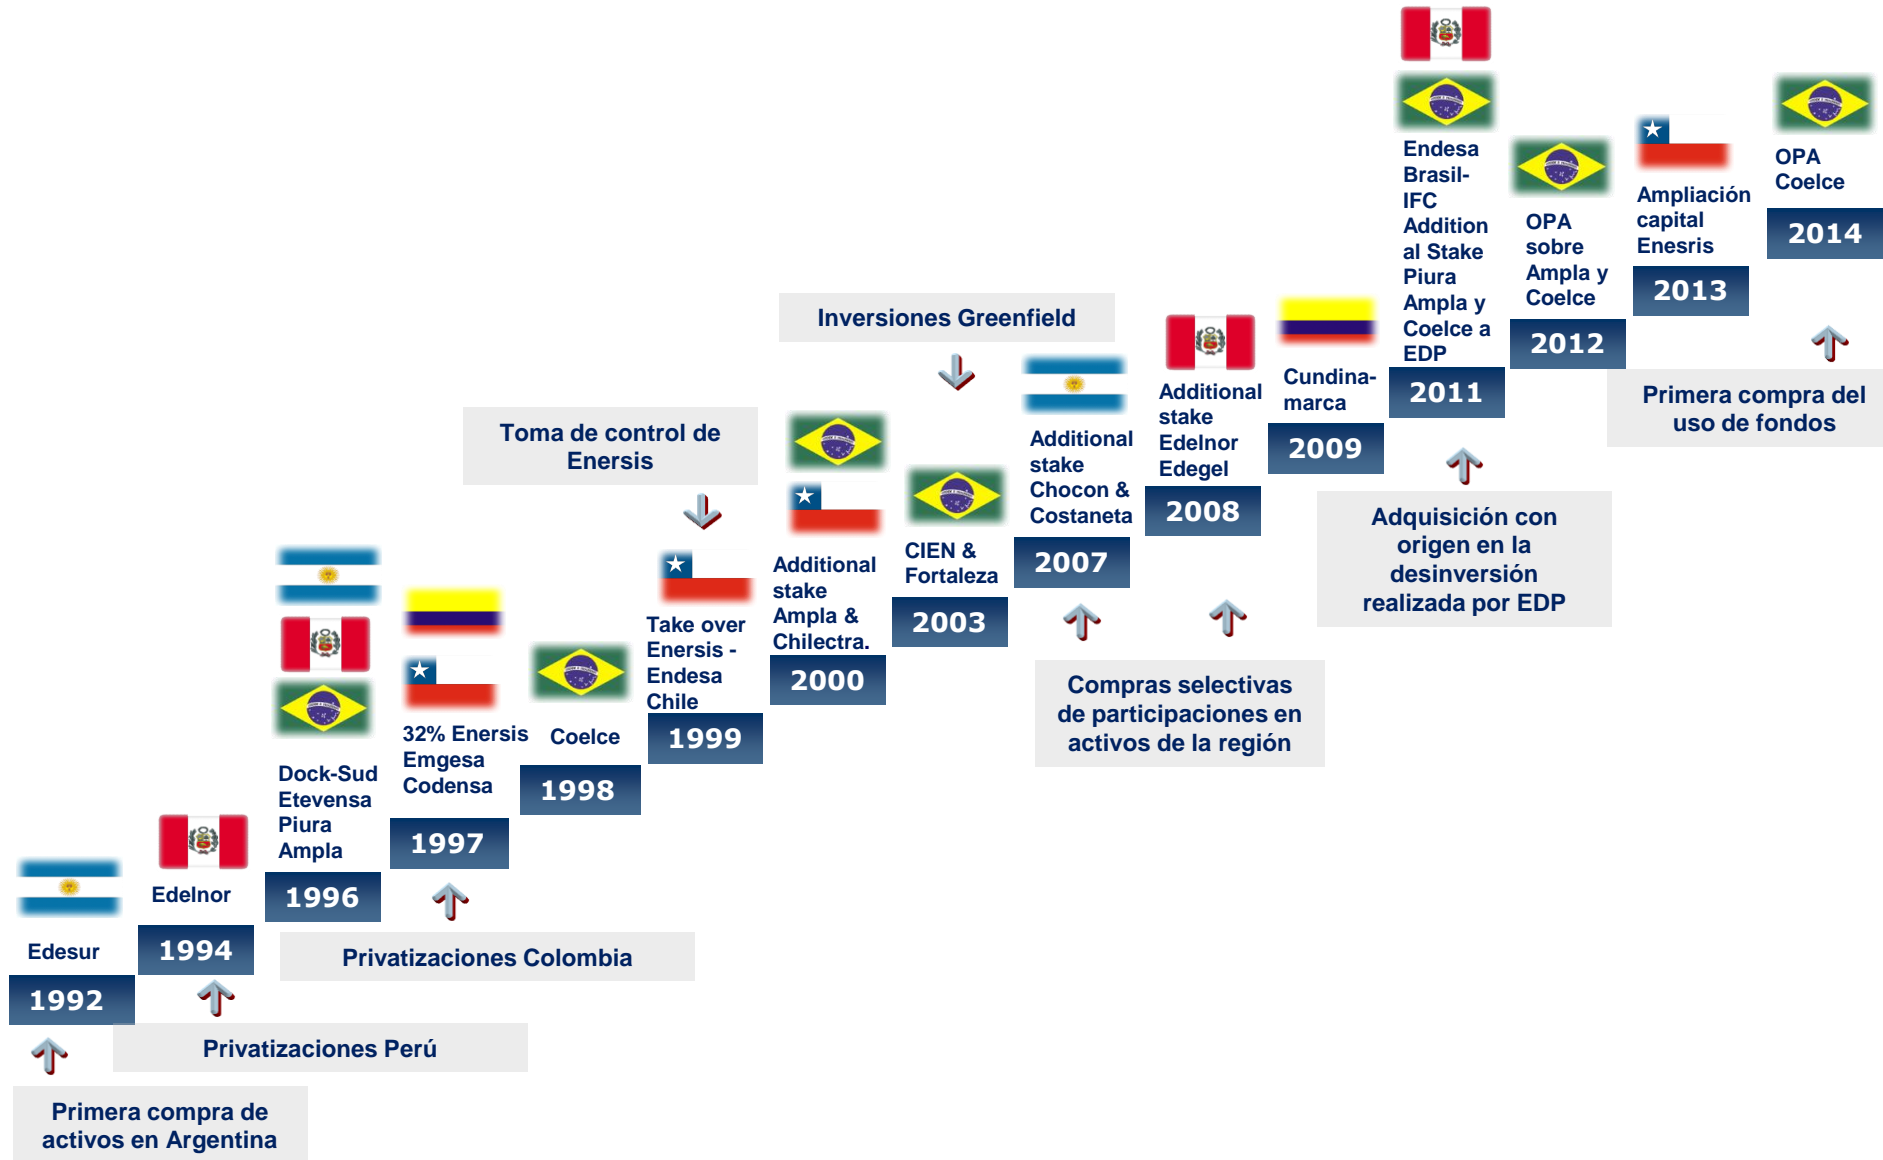 Edesur
1992
Primera compra de
activos en Argentina
Edelnor
1994
Privatizaciones Perú
Dock-Sud
Etevensa
Piura
Ampla
1996
32% Enersis
Emgesa
Codensa
1997
Privatizaciones Colombia
Coelce
1998
Toma de control de
Enersis
Take over
Enersis -
Endesa
Chile
1999
Additional
stake
Ampla &
Chilectra.
2000
Inversiones Greenfield
CIEN &
Fortaleza
2003
Additional
stake
Chocon &
Costaneta
2007
Additional
stake
Edelnor
Edegel
2008
Compras selectivas
de participaciones en
activos de la región
Cundina-
marca
2009
Endesa
Brasil-
IFC
Addition
al Stake
Piura
Ampla y
Coelce a
EDP
2011
Adquisición con
origen en la
desinversión
realizada por EDP
OPA
sobre
Ampla y
Coelce
2012
Ampliación
capital
Enesris
2013
OPA
Coelce
2014
Primera compra del
uso de fondos